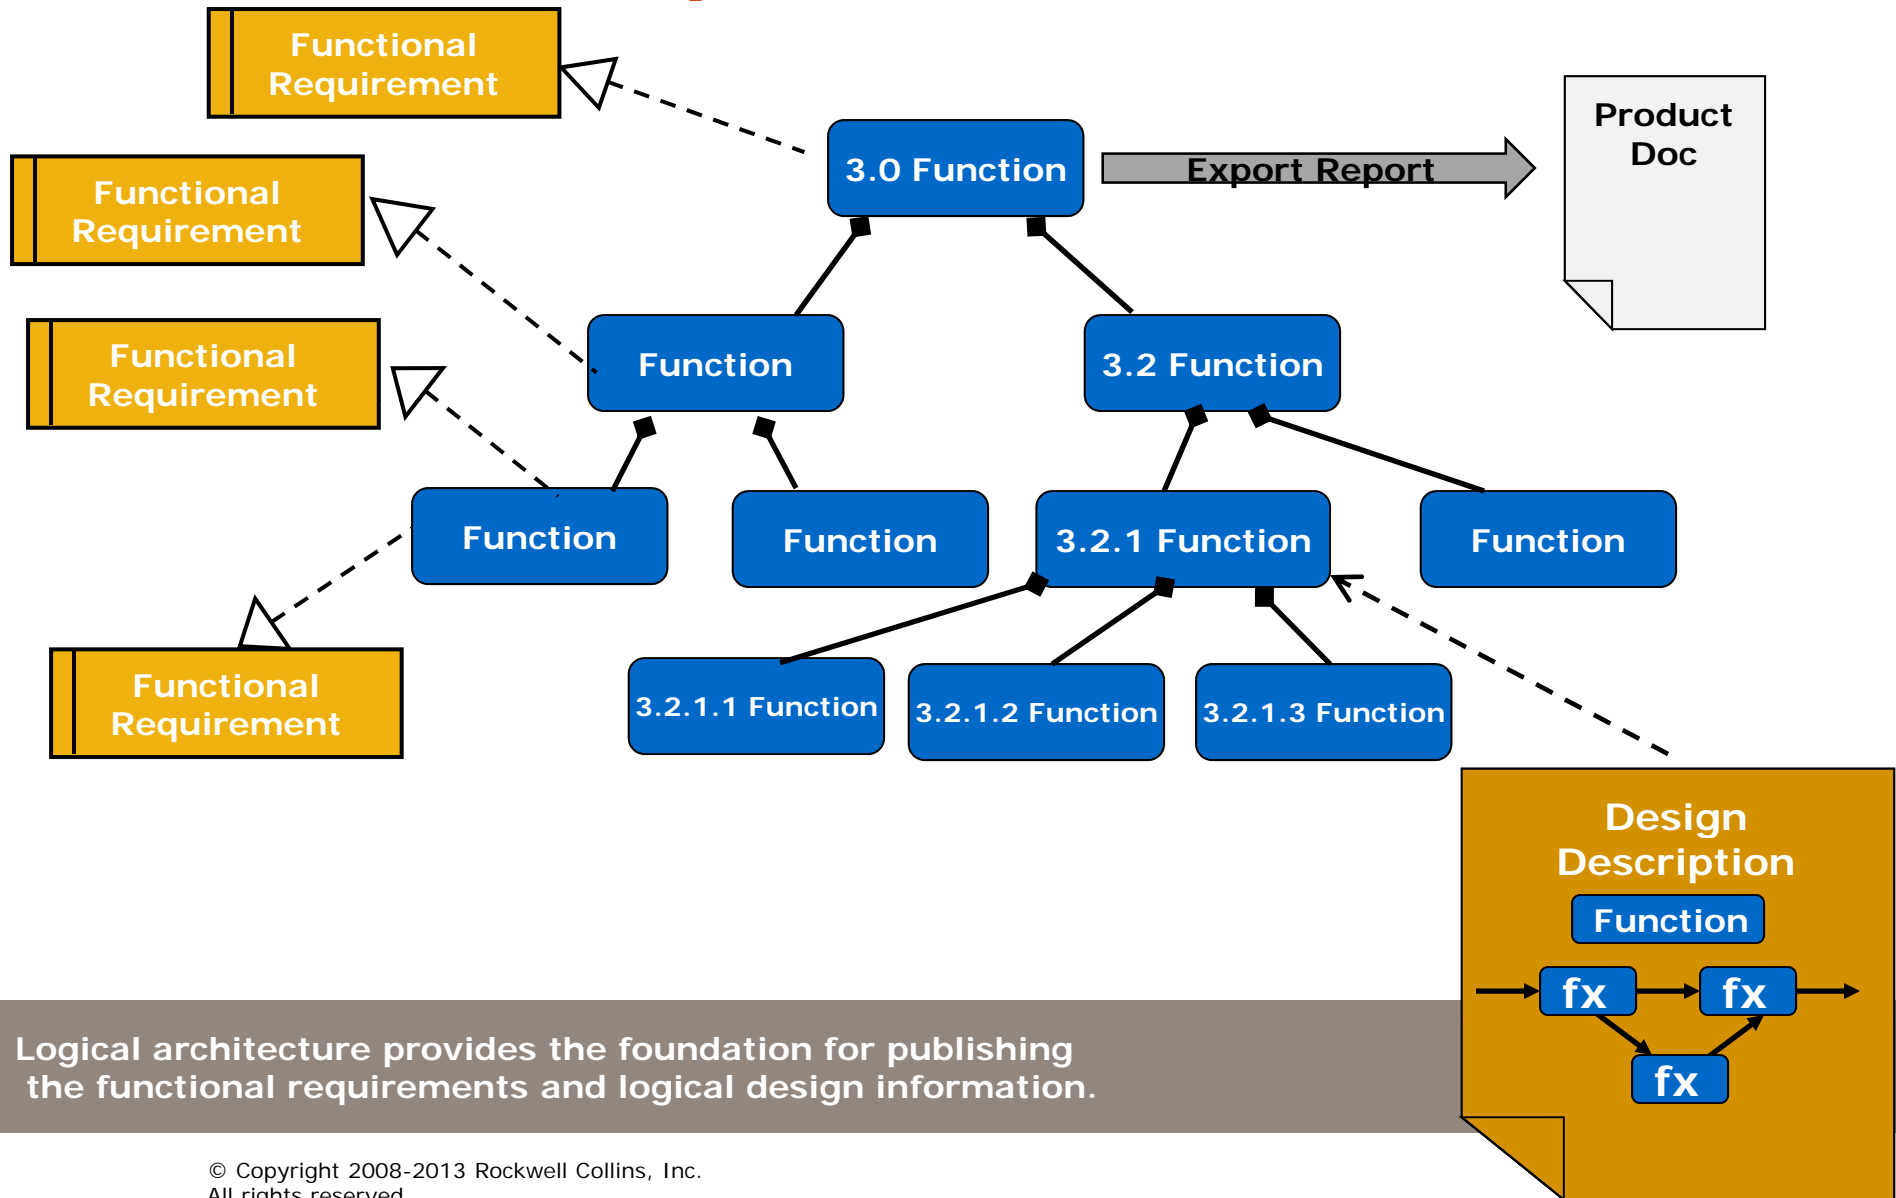 Functional
Requirement
3.0 Function
Export Report
Product
Doc
Functional
Requirement
Functional
Requirement
Function
3.2 Function
Function
Function
3.2.1 Function
Function
Functional
Requirement
3.2.1.1 Function
3.2.1.2 Function
3.2.1.3 Function
Design
Description
Function
fx
fx
fx
Logical architecture provides the foundation for publishing
the functional requirements and logical design information.
© Copyright 2008-2013 Rockwell Collins, Inc.
All rights reserved